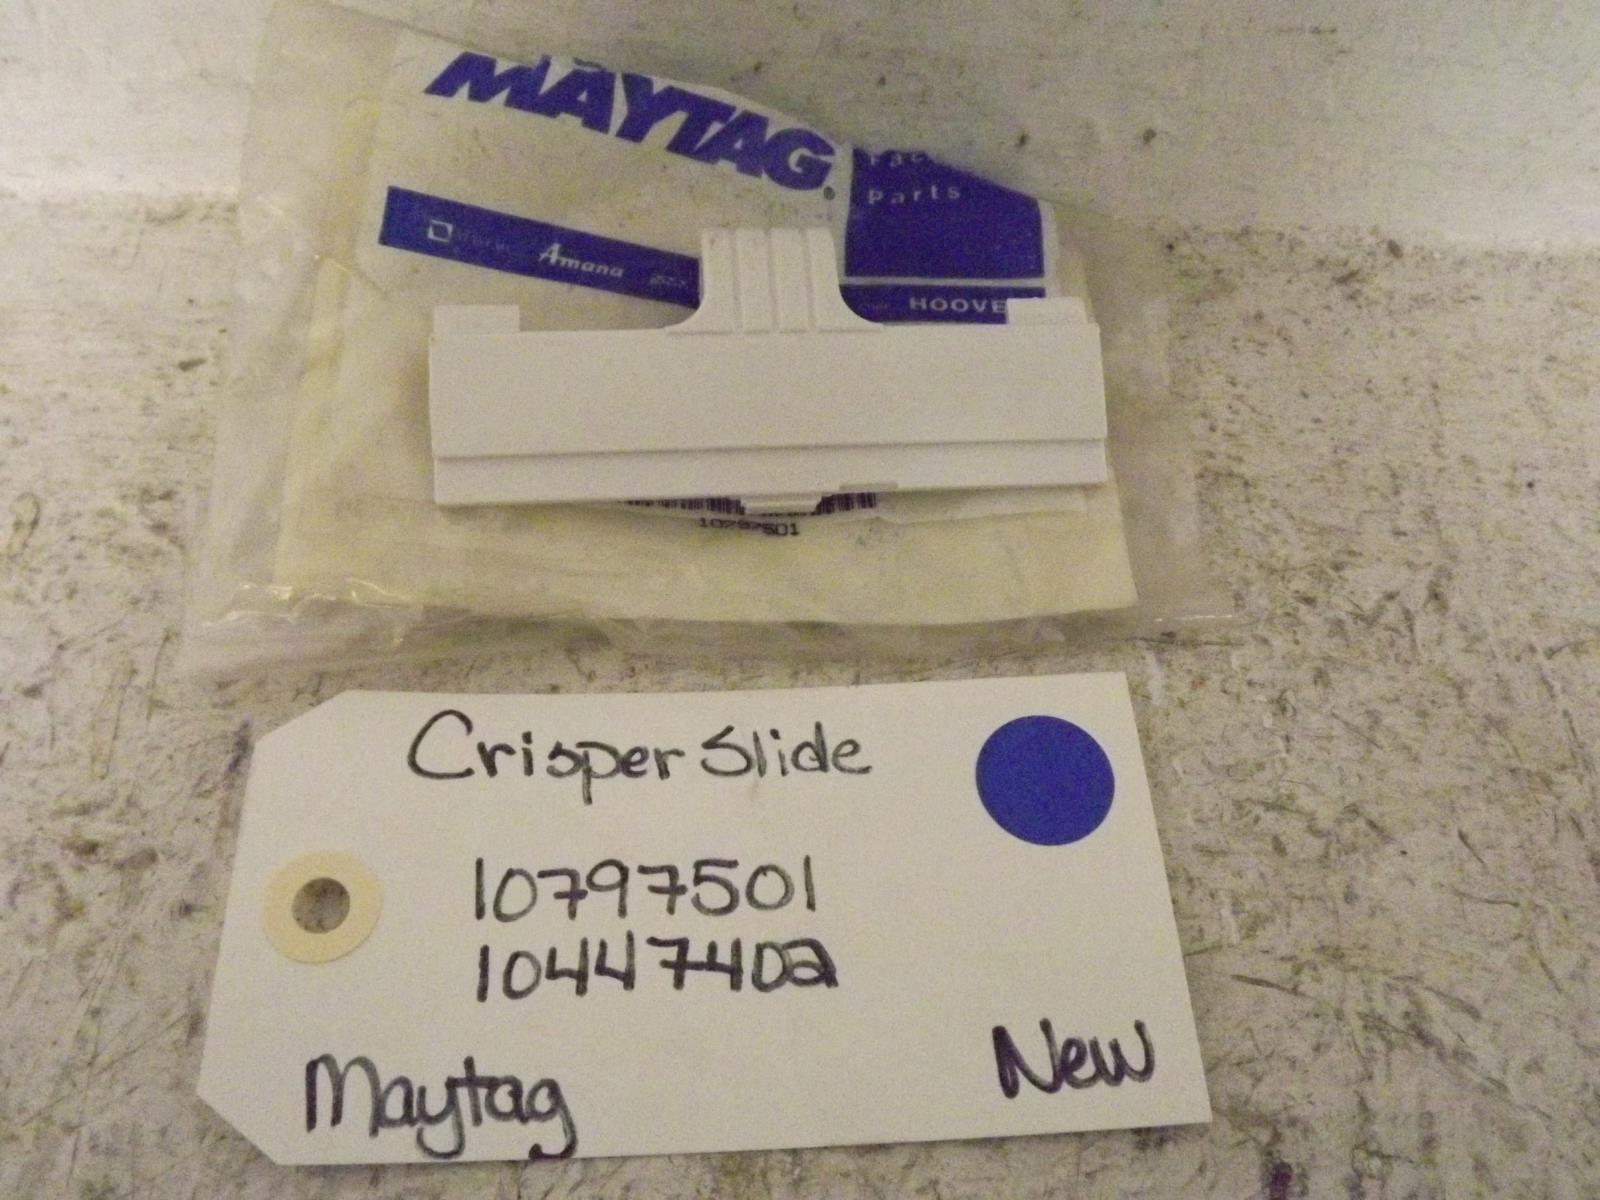 MAYTAG®
Parts
Amana
HOOVE
10797501
Crisper Slide
10797501
10447402
Maytag
New